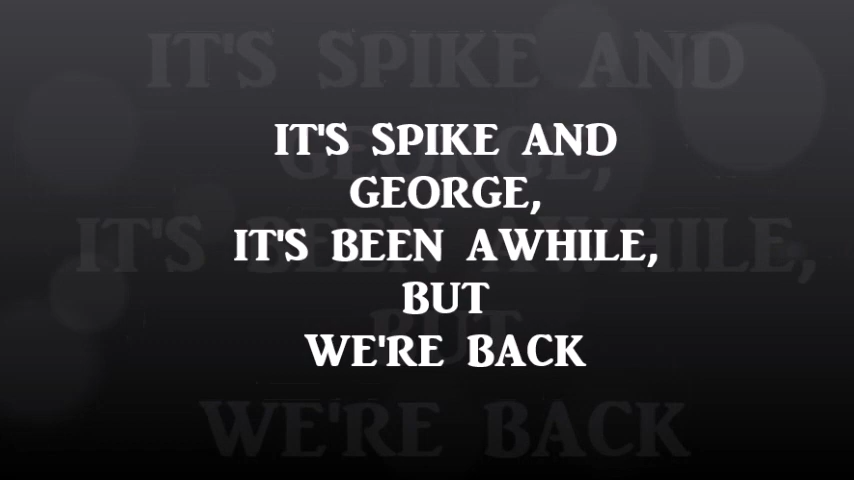 IT'S SPIKE AND
GEORGE,
IT'S BEEN AWHILE,
BUT
WE'RE BACK